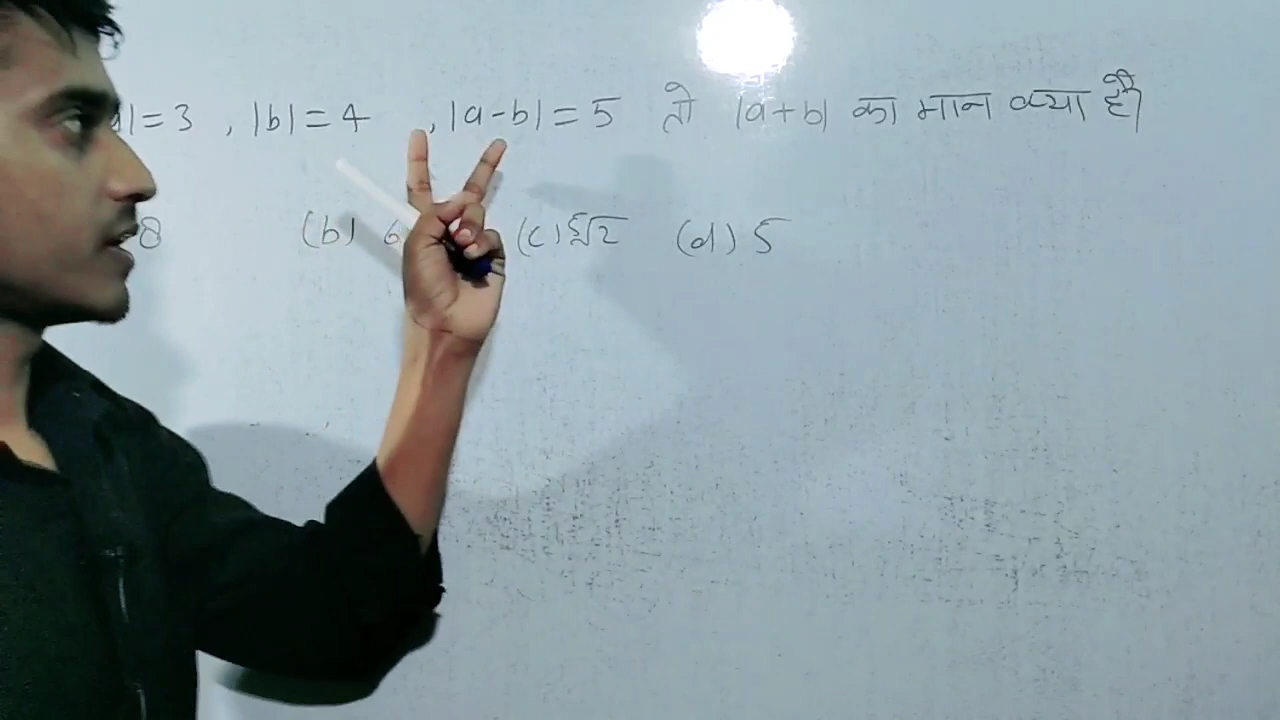 a|=3 , |b|=4 , |a-b|=5 तो |a+b| का मान क्या है
8 (b) 6 (c) 5√2 (d) 5